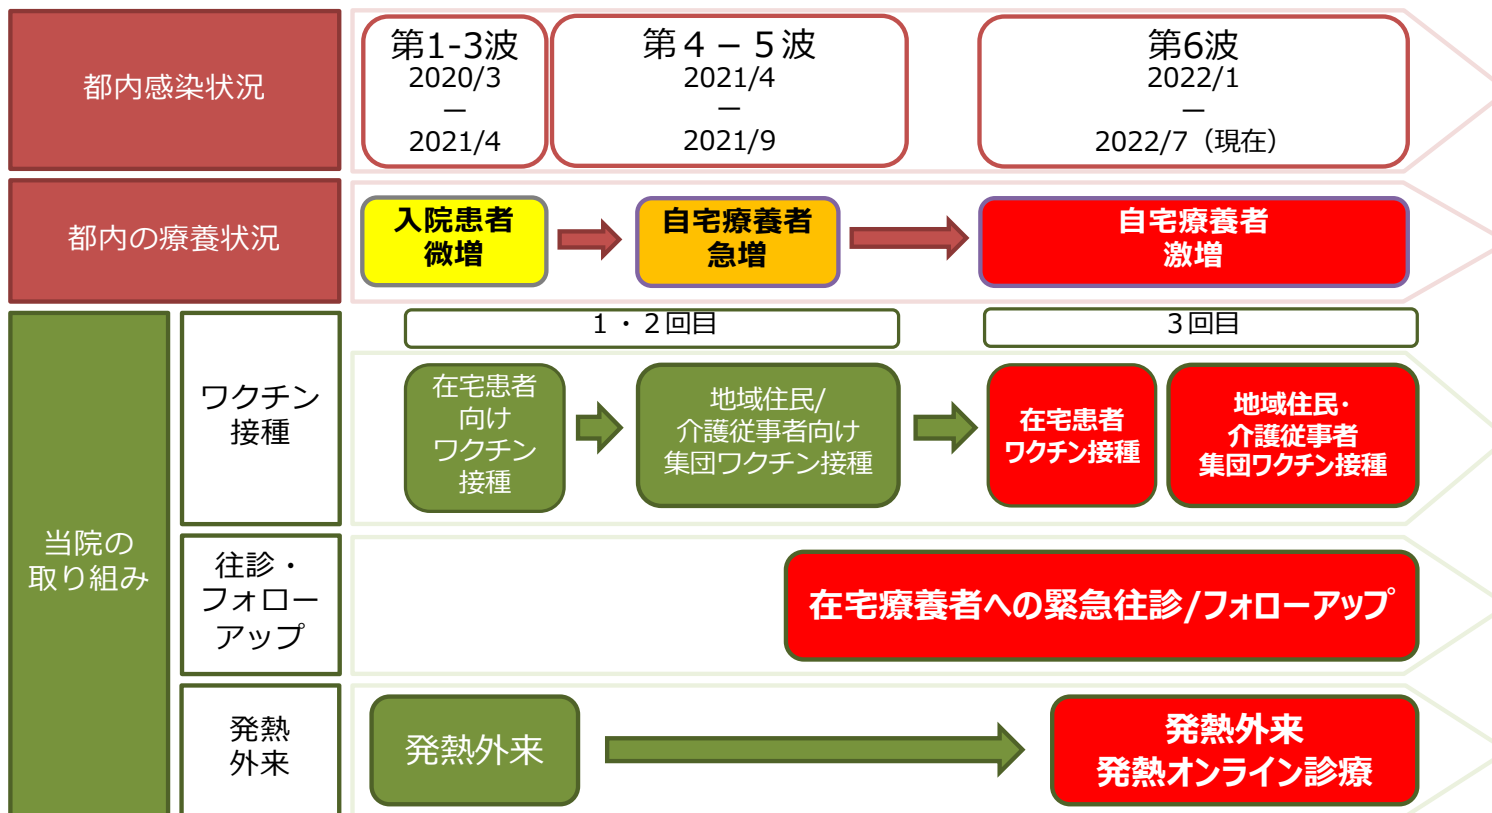 都内感染状況
第1-3波
2020/3
ー
2021/4
第４－５波
2021/4
ー
2021/9
第6波
2022/1
ー
2022/7（現在）
都内の療養状況
入院患者
微増
自宅療養者
急増
自宅療養者
激増
当院の
取り組み
ワクチン
接種
１・２回目
３回目
在宅患者
向け
ワクチン
接種
地域住民/
介護従事者向け
集団ワクチン接種
在宅患者
ワクチン接種
地域住民・
介護従事者
集団ワクチン接種
往診・
フォロー
アップ
在宅療養者への緊急往診/フォローアップ
発熱
外来
発熱外来
発熱外来
発熱オンライン診療